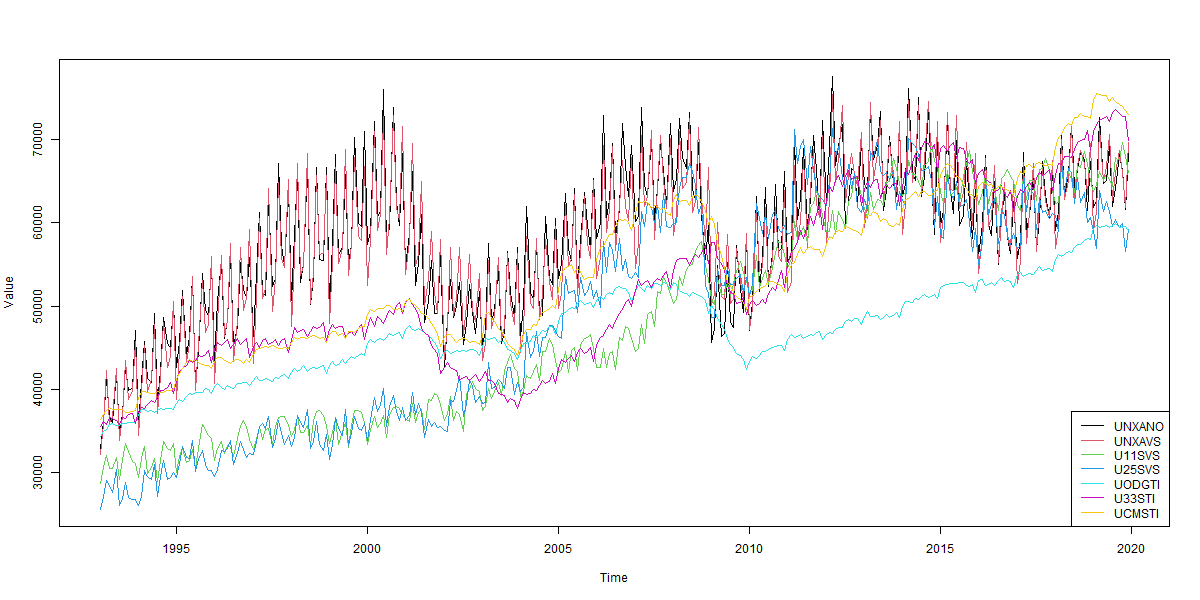 70000
60000
50000
40000
30000
Value
1995 2000 2005 2010 2015 2020
Time
UNXANO
UNXAVS
U11SVS
U25SVS
UODGTI
U33STI
UCMSTI